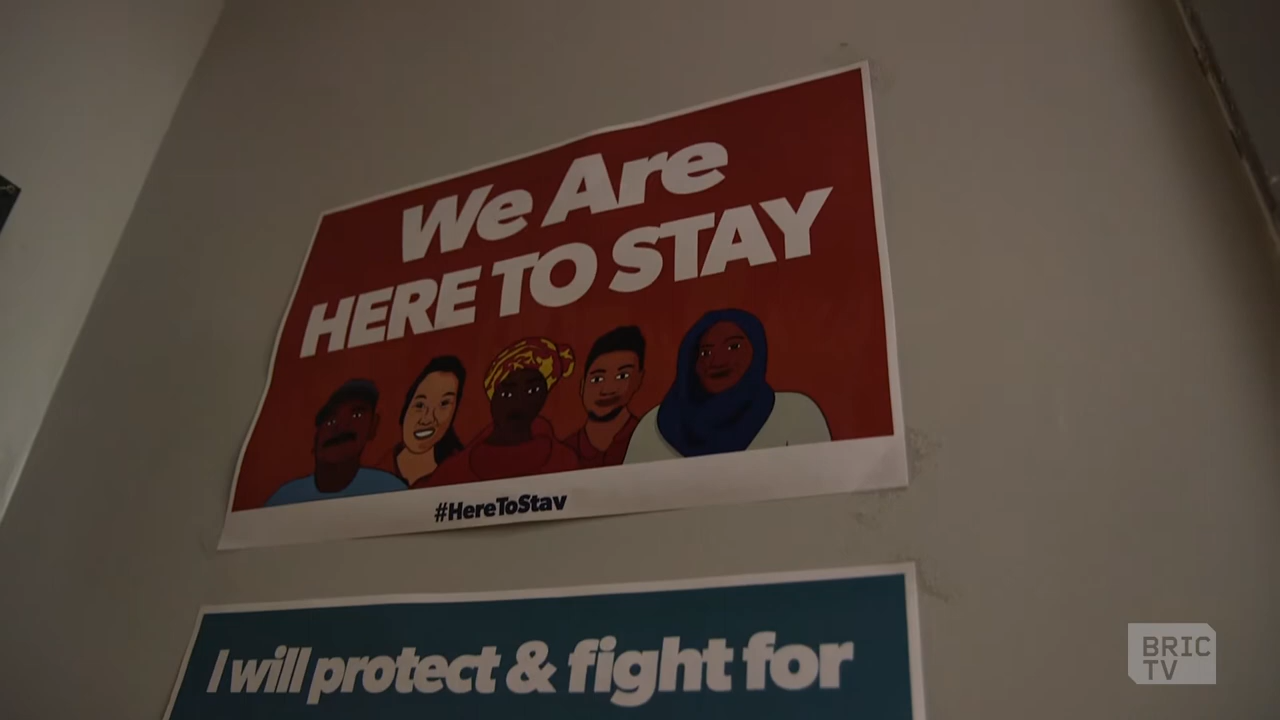 We Are
HERE TO STAY
#HereToStay
I will protect & fight for
BRIC
TV